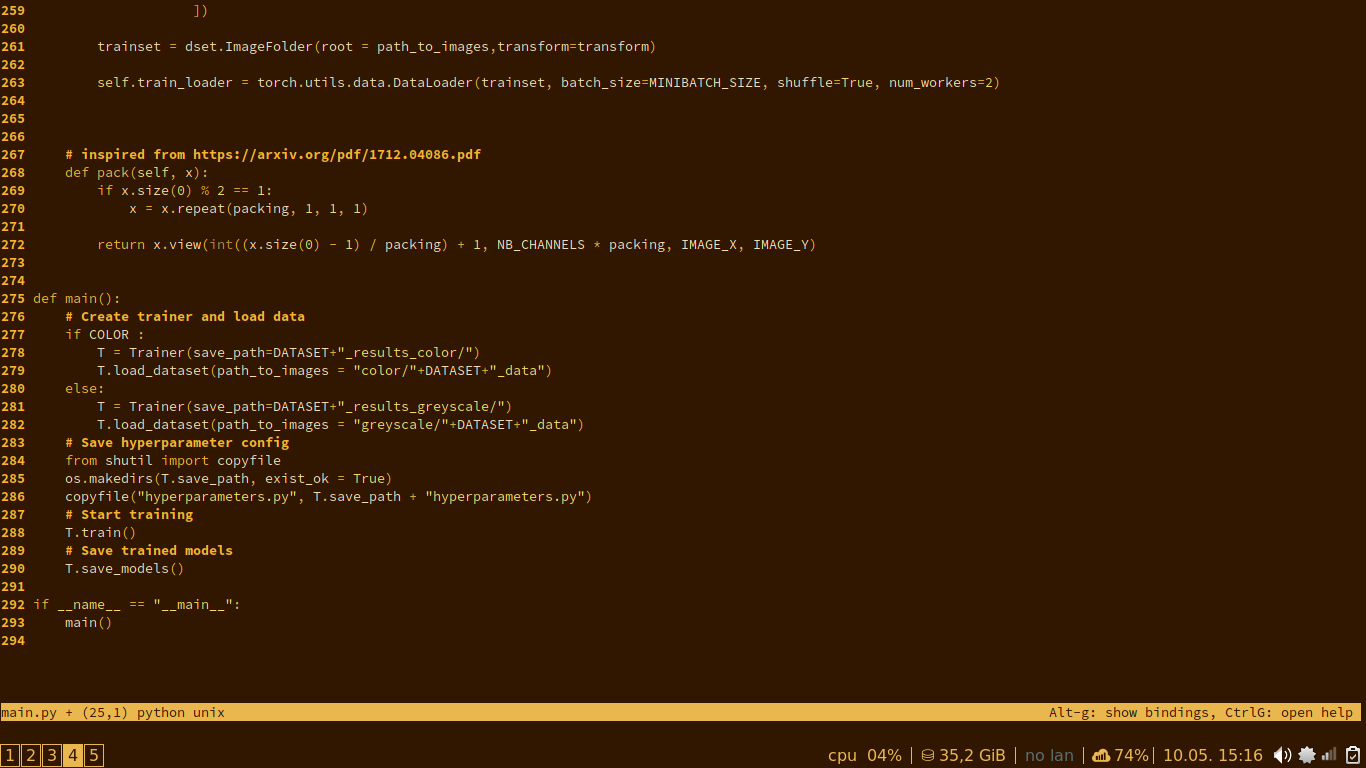 259                     ])
260
261         trainset = dset.ImageFolder(root = path_to_images,transform=transform)
262
263         self.train_loader = torch.utils.data.DataLoader(trainset, batch_size=MINIBATCH_SIZE, shuffle=True, num_workers=2)
264
265
266
267     # inspired from https://arxiv.org/pdf/1712.04086.pdf
268     def pack(self, x):
269         if x.size(0) % 2 == 1:
270             x = x.repeat(packing, 1, 1, 1)
271
272         return x.view(int((x.size(0) - 1) / packing) + 1, NB_CHANNELS * packing, IMAGE_X, IMAGE_Y)
273
274
275 def main():
276     # Create trainer and load data
277     if COLOR :
278         T = Trainer(save_path=DATASET+"_results_color/")
279         T.load_dataset(path_to_images = "color/"+DATASET+"_data")
280     else:
281         T = Trainer(save_path=DATASET+"_results_greyscale/")
282         T.load_dataset(path_to_images = "greyscale/"+DATASET+"_data")
283     # Save hyperparameter config
284     from shutil import copyfile
285     os.makedirs(T.save_path, exist_ok = True)
286     copyfile("hyperparameters.py", T.save_path + "hyperparameters.py")
287     # Start training
288     T.train()
289     # Save trained models
290     T.save_models()
291
292 if __name__ == "__main__":
293     main()
294
main.py + (25,1) python unix Alt-g: show bindings, CtrlG: open help
1 2 3 4 5 cpu 04% | 35,2 GiB | no lan | 74%| 10.05. 15:16